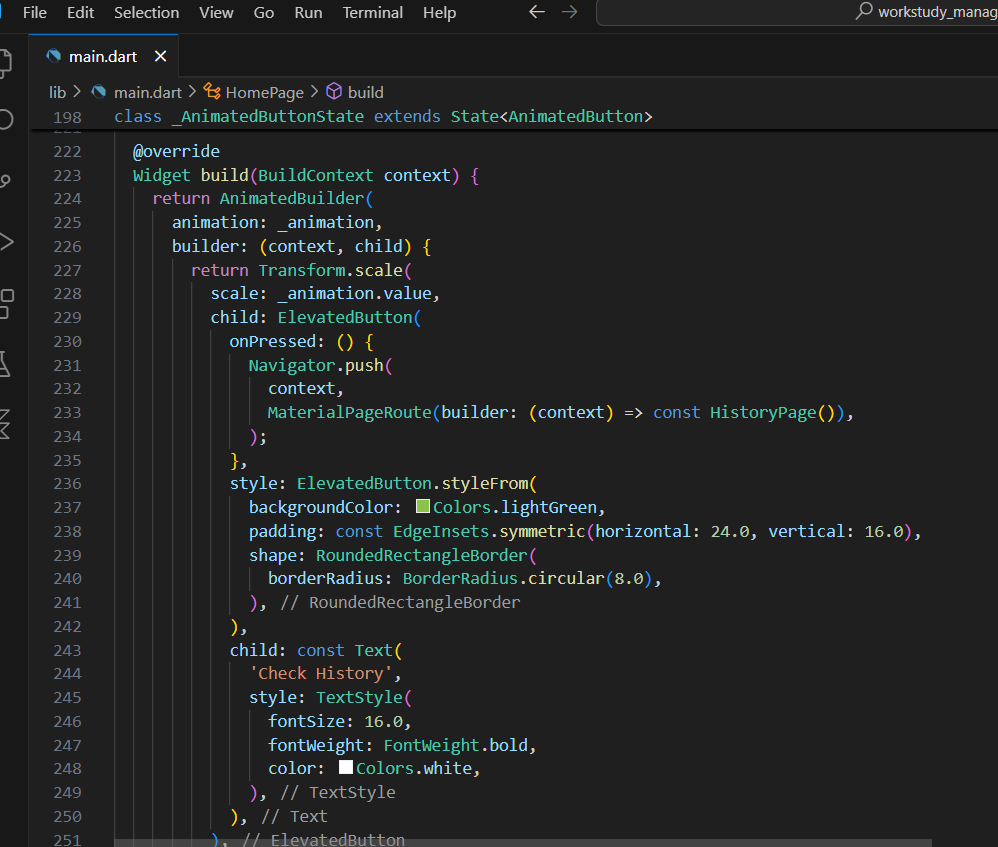 File Edit Selection View Go Run Terminal Help workstudy_manag
main.dart
lib > main.dart > HomePage > build
198 class _AnimatedButtonState extends State<AnimatedButton>
222 @override
223 Widget build(BuildContext context) {
224 return AnimatedBuilder(
225 animation: _animation,
226 builder: (context, child) {
227 return Transform.scale(
228 scale: _animation.value,
229 child: ElevatedButton(
230 onPressed: () {
231 Navigator.push(
232 context,
233 MaterialPageRoute(builder: (context) => const HistoryPage()),
234 );
235 },
236 style: ElevatedButton.styleFrom(
237 backgroundColor: Colors.lightGreen,
238 padding: const EdgeInsets.symmetric(horizontal: 24.0, vertical: 16.0),
239 shape: RoundedRectangleBorder(
240 borderRadius: BorderRadius.circular(8.0),
241 ), // RoundedRectangleBorder
242 ),
243 child: const Text(
244 'Check History',
245 style: TextStyle(
246 fontSize: 16.0,
247 fontWeight: FontWeight.bold,
248 color: Colors.white,
249 ), // TextStyle
250 ), // Text
251 ), // ElevatedButton